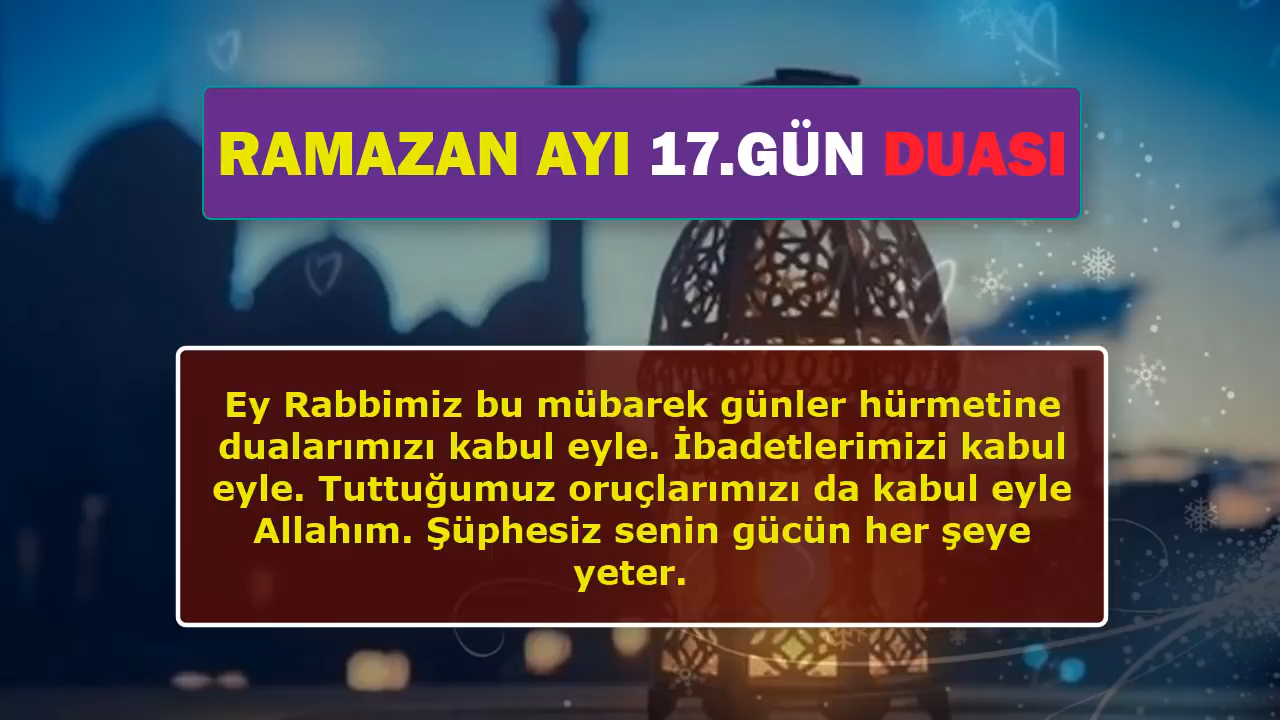 RAMAZAN AYI 17.GÜN DUASI
Ey Rabbimiz bu mübarek günler hürmetine
dualarımızı kabul eyle. İbadetlerimizi kabul
eyle. Tuttuğumuz oruçlarımızı da kabul eyle
Allahım. Şüphesiz senin gücün her şeye
yeter.